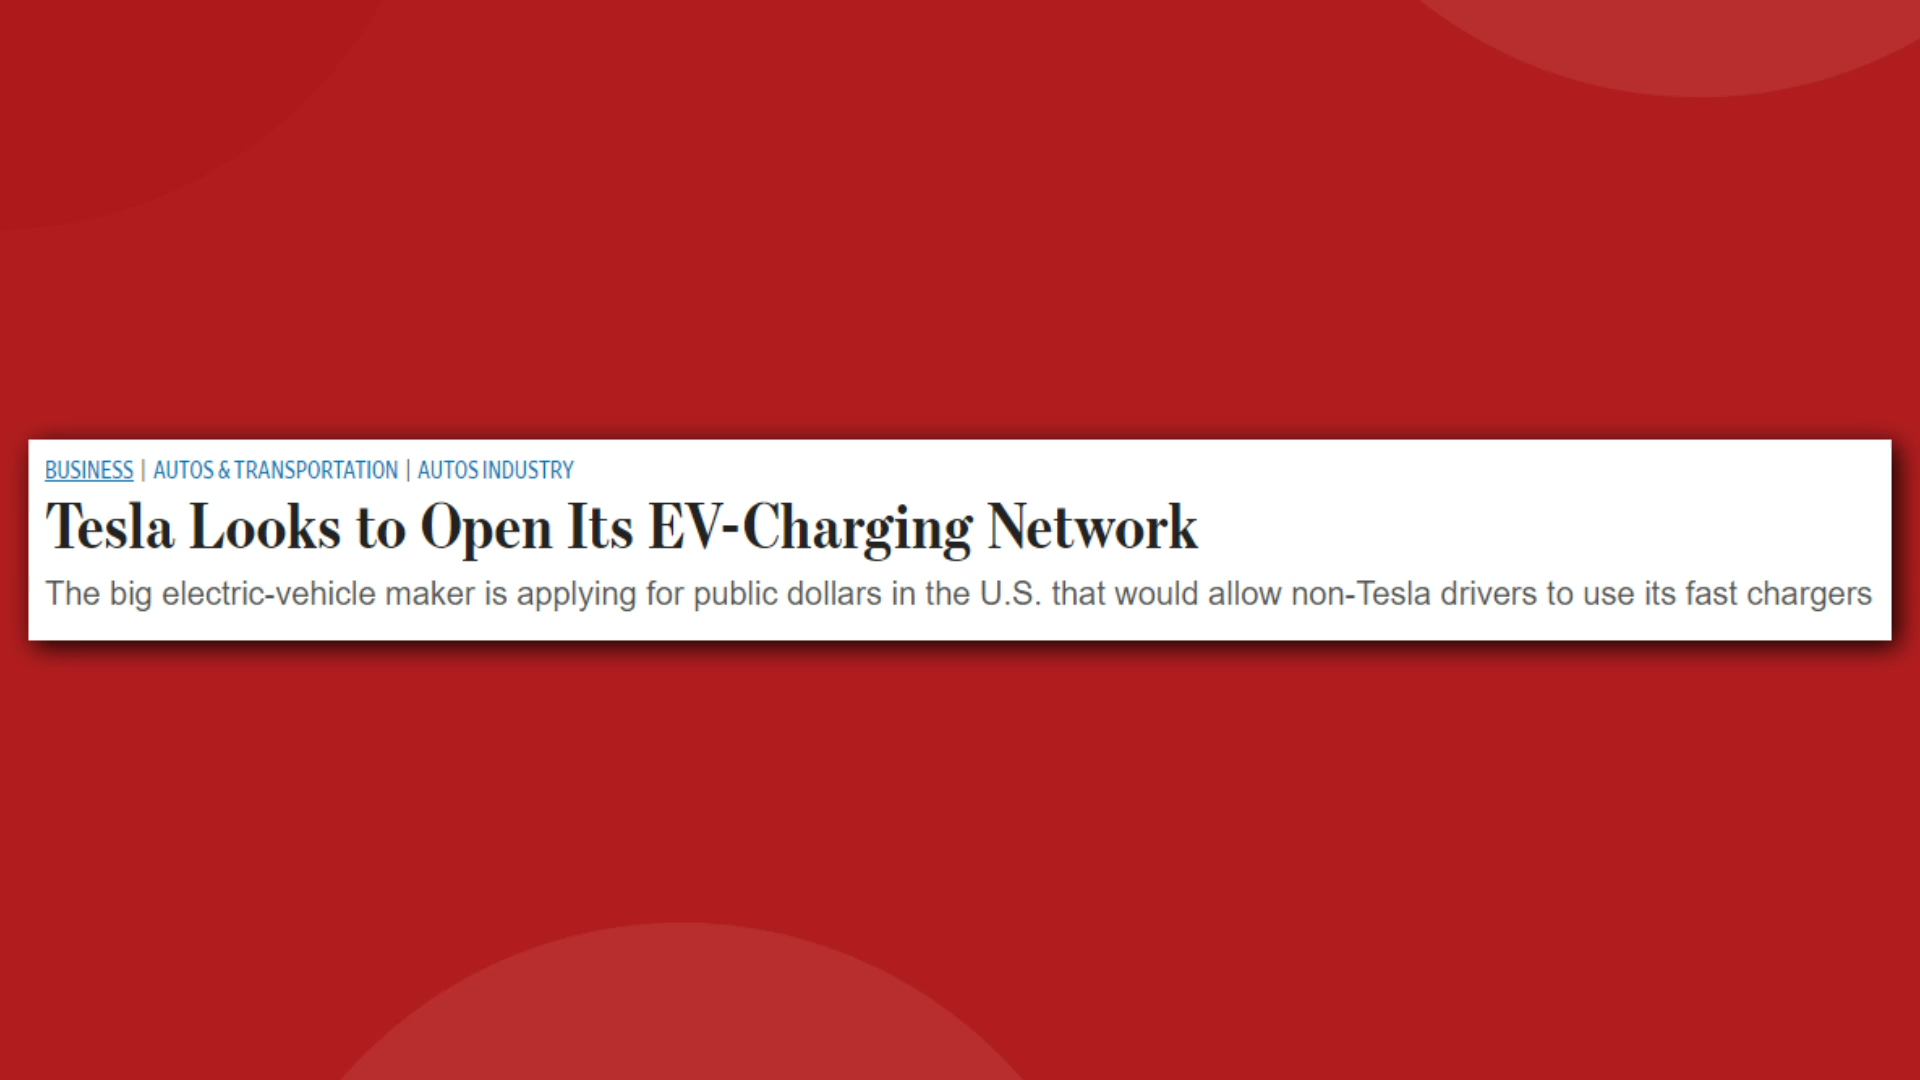 BUSINESS | AUTOS & TRANSPORTATION | AUTOS INDUSTRY
Tesla Looks to Open Its EV-Charging Network
The big electric-vehicle maker is applying for public dollars in the U.S. that would allow non-Tesla drivers to use its fast chargers